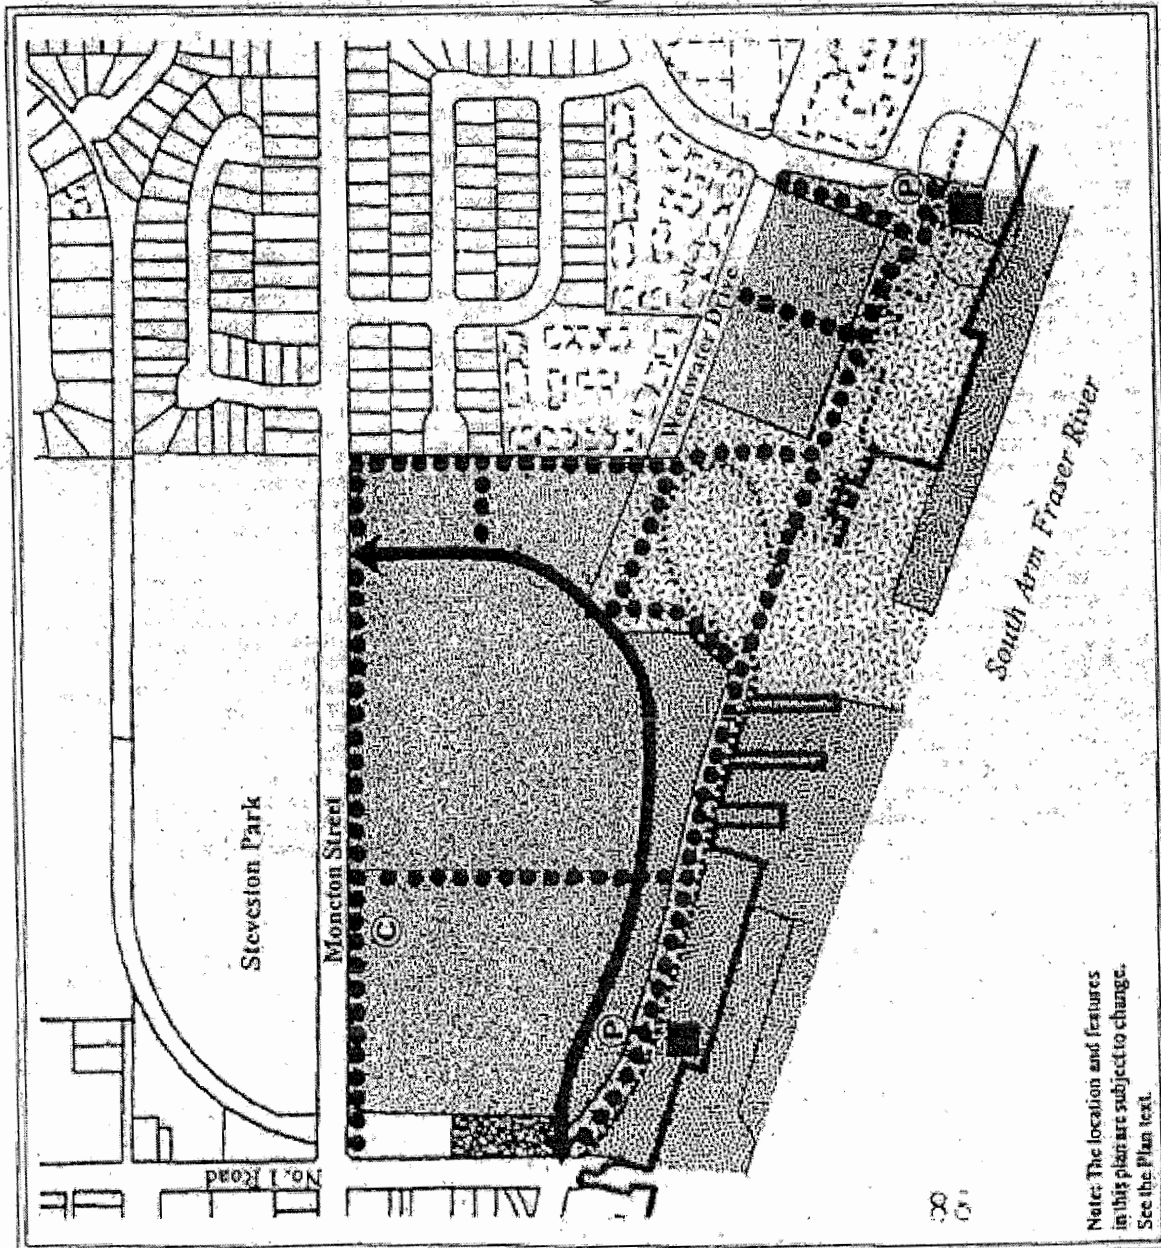 Steveston Park
Moncton Street
No. 1 Road
Westwater Drive
C
P
P
South Arm Fraser River
Note: The location and features
in this plan are subject to change.
See the Plan text.